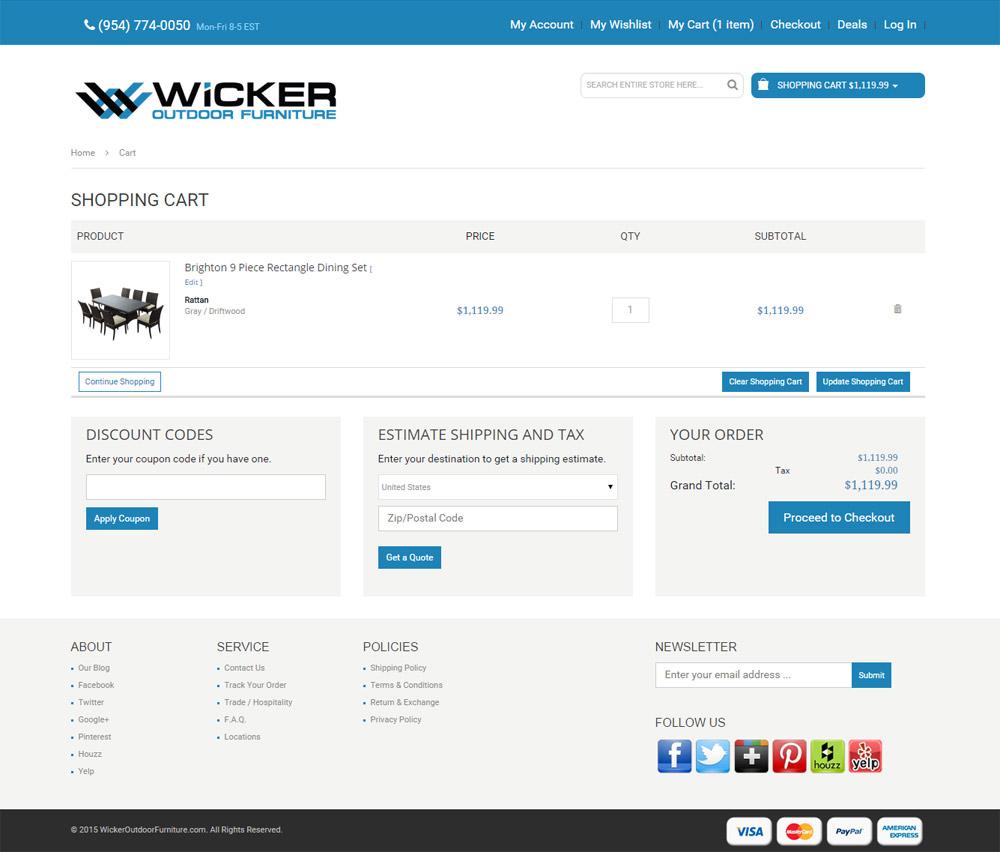 (954) 774-0050 Mon-Fri 8-5 EST
My Account My Wishlist My Cart (1 item) Checkout Deals Log In
WiCKER
OUTDOOR FURNITURE
SEARCH ENTIRE STORE HERE...
SHOPPING CART $1,119.99
Home > Cart
SHOPPING CART
PRODUCT PRICE QTY SUBTOTAL
Brighton 9 Piece Rectangle Dining Set [
Edit ]
Rattan
Gray / Driftwood
$1,119.99 1 $1,119.99
Continue Shopping
Clear Shopping Cart Update Shopping Cart
DISCOUNT CODES
Enter your coupon code if you have one.
Apply Coupon
ESTIMATE SHIPPING AND TAX
Enter your destination to get a shipping estimate.
United States
Zip/Postal Code
Get a Quote
YOUR ORDER
Subtotal: $1,119.99
Tax $0.00
Grand Total: $1,119.99
Proceed to Checkout
ABOUT
Our Blog
Facebook
Twitter
Google+
Pinterest
Houzz
Yelp
SERVICE
Contact Us
Track Your Order
Trade / Hospitality
F.A.Q.
Locations
POLICIES
Shipping Policy
Terms & Conditions
Return & Exchange
Privacy Policy
NEWSLETTER
Enter your email address ... Submit
FOLLOW US
houzz
yelp
© 2015 WickerOutdoorFurniture.com. All Rights Reserved.
VISA
MasterCard
PayPal
AMERICAN
EXPRESS